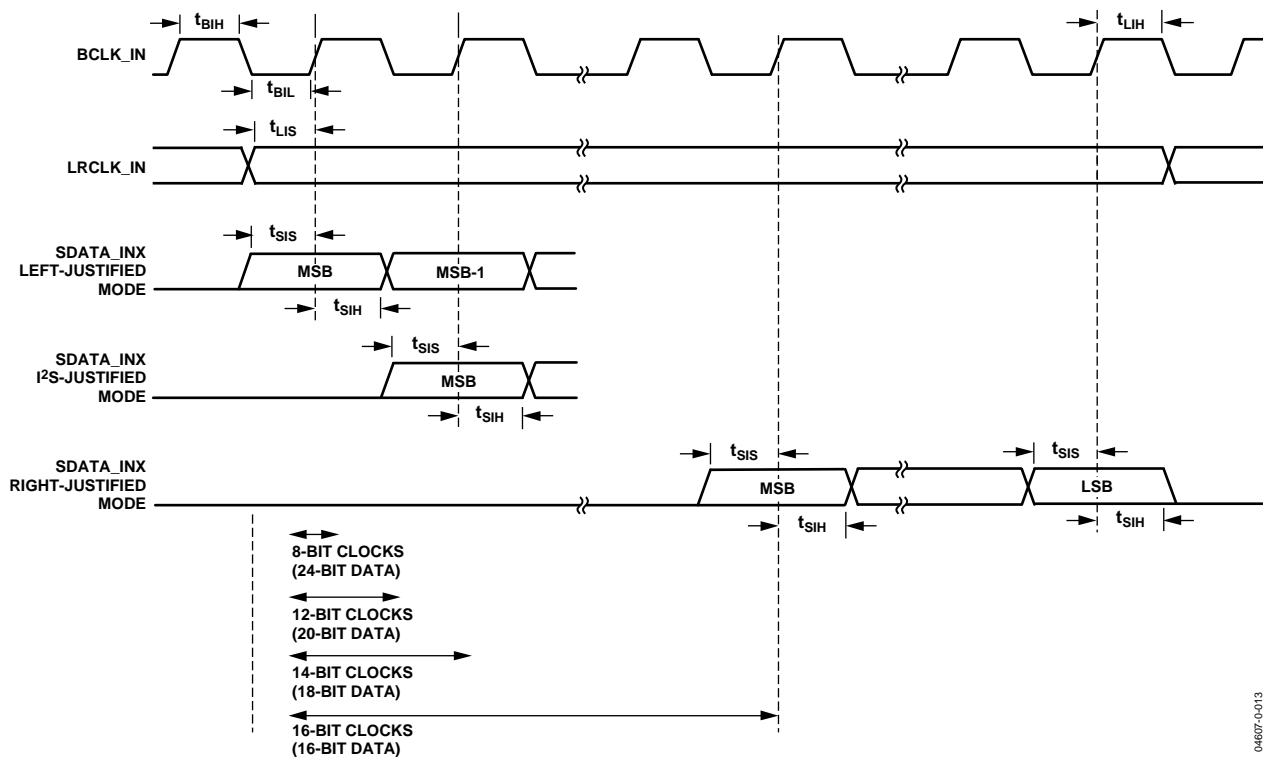 tBIH
tLIH
BCLK_IN
tBIL
tLIS
LRCLK_IN
tSIS
SDATA_INX
LEFT-JUSTIFIED
MODE
MSB
MSB-1
tSIH
tSIS
SDATA_INX
I²S-JUSTIFIED
MODE
MSB
tSIH
tSIS
tSIS
SDATA_INX
RIGHT-JUSTIFIED
MODE
MSB
LSB
tSIH
tSIH
8-BIT CLOCKS
(24-BIT DATA)
12-BIT CLOCKS
(20-BIT DATA)
14-BIT CLOCKS
(18-BIT DATA)
16-BIT CLOCKS
(16-BIT DATA)
04607-0-013